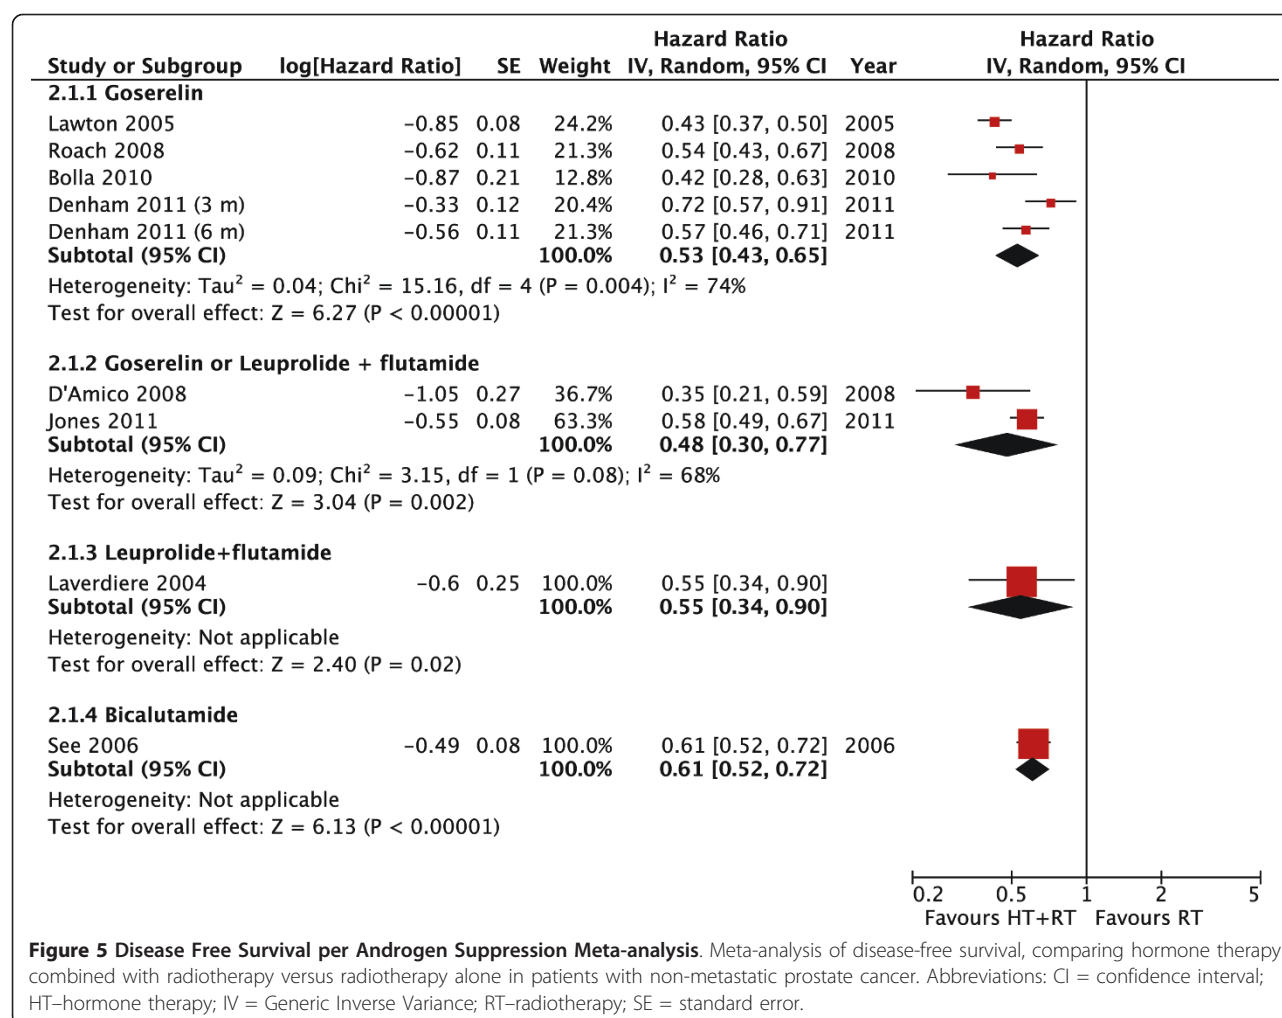 Hazard Ratio Hazard Ratio
Study or Subgroup log[Hazard Ratio] SE Weight IV, Random, 95% CI Year IV, Random, 95% CI
2.1.1 Goserelin
Lawton 2005 −0.85 0.08 24.2% 0.43 [0.37, 0.50] 2005
Roach 2008 −0.62 0.11 21.3% 0.54 [0.43, 0.67] 2008
Bolla 2010 −0.87 0.21 12.8% 0.42 [0.28, 0.63] 2010
Denham 2011 (3 m) −0.33 0.12 20.4% 0.72 [0.57, 0.91] 2011
Denham 2011 (6 m) −0.56 0.11 21.3% 0.57 [0.46, 0.71] 2011
Subtotal (95% CI) 100.0% 0.53 [0.43, 0.65]
Heterogeneity: Tau² = 0.04; Chi² = 15.16, df = 4 (P = 0.004); I² = 74%
Test for overall effect: Z = 6.27 (P < 0.00001)
2.1.2 Goserelin or Leuprolide + flutamide
D'Amico 2008 −1.05 0.27 36.7% 0.35 [0.21, 0.59] 2008
Jones 2011 −0.55 0.08 63.3% 0.58 [0.49, 0.67] 2011
Subtotal (95% CI) 100.0% 0.48 [0.30, 0.77]
Heterogeneity: Tau² = 0.09; Chi² = 3.15, df = 1 (P = 0.08); I² = 68%
Test for overall effect: Z = 3.04 (P = 0.002)
2.1.3 Leuprolide+flutamide
Laverdiere 2004 −0.6 0.25 100.0% 0.55 [0.34, 0.90]
Subtotal (95% CI) 100.0% 0.55 [0.34, 0.90]
Heterogeneity: Not applicable
Test for overall effect: Z = 2.40 (P = 0.02)
2.1.4 Bicalutamide
See 2006 −0.49 0.08 100.0% 0.61 [0.52, 0.72] 2006
Subtotal (95% CI) 100.0% 0.61 [0.52, 0.72]
Heterogeneity: Not applicable
Test for overall effect: Z = 6.13 (P < 0.00001)
0.2 0.5 1 2 5
Favours HT+RT Favours RT
Figure 5 Disease Free Survival per Androgen Suppression Meta-analysis. Meta-analysis of disease-free survival, comparing hormone therapy
combined with radiotherapy versus radiotherapy alone in patients with non-metastatic prostate cancer. Abbreviations: CI = confidence interval;
HT–hormone therapy; IV = Generic Inverse Variance; RT–radiotherapy; SE = standard error.